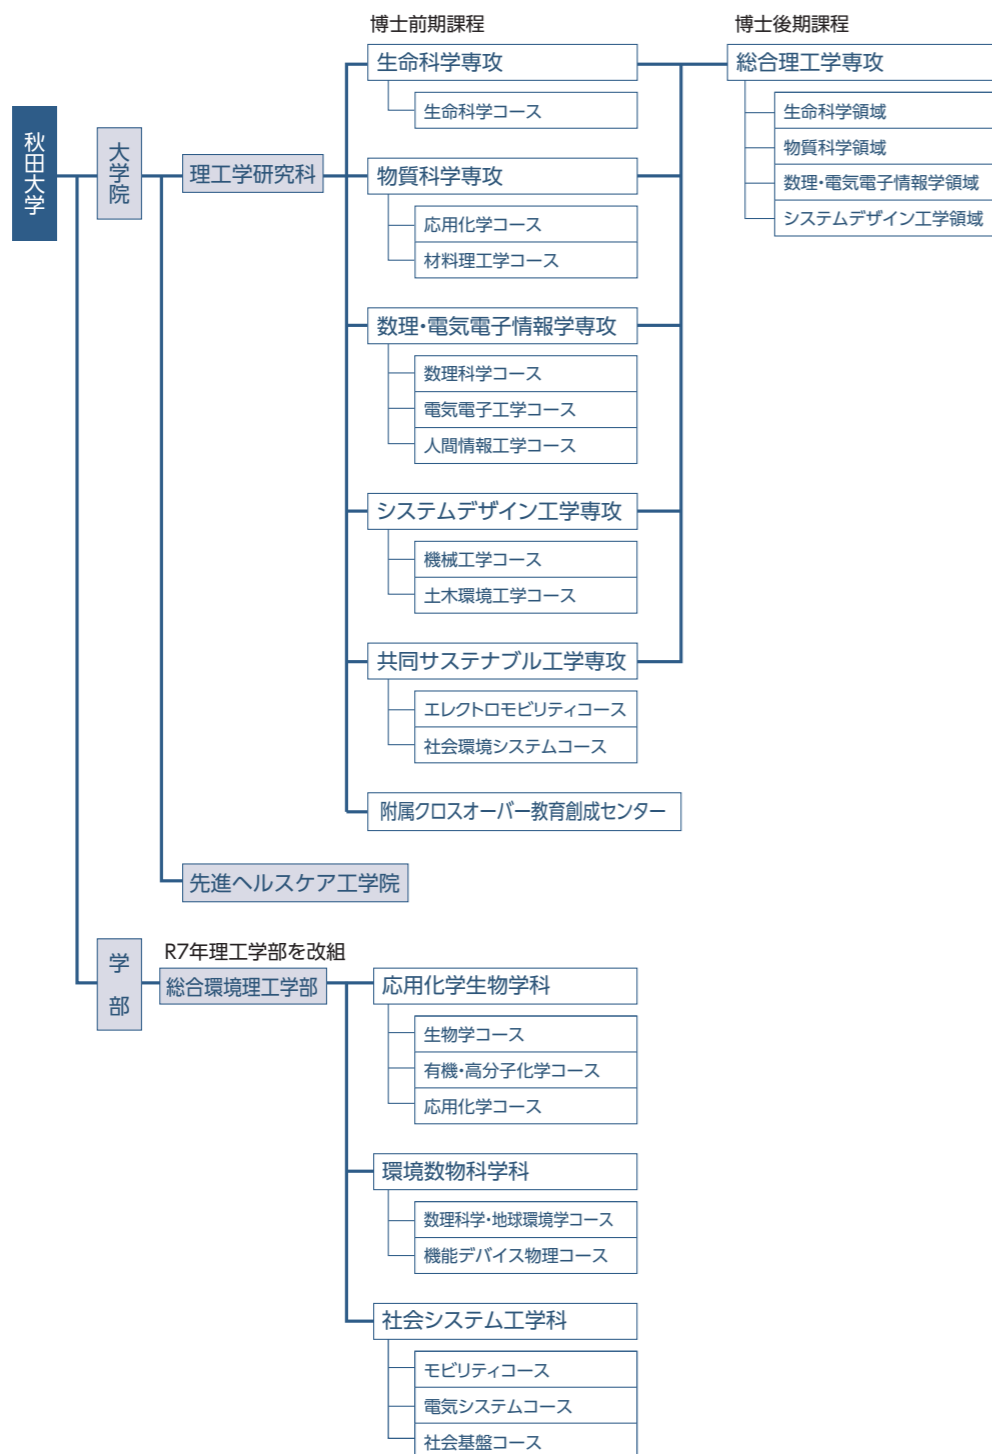 秋田大学
大学院
理工学研究科
博士前期課程
生命科学専攻
生命科学コース
物質科学専攻
応用化学コース
材料理工学コース
数理・電気電子情報学専攻
数理科学コース
電気電子工学コース
人間情報工学コース
システムデザイン工学専攻
機械工学コース
土木環境工学コース
共同サステナブル工学専攻
エレクトロモビリティコース
社会環境システムコース
附属クロスオーバー教育創成センター
博士後期課程
総合理工学専攻
生命科学領域
物質科学領域
数理・電気電子情報学領域
システムデザイン工学領域
先進ヘルスケア工学院
学部
R7年理工学部を改組
総合環境理工学部
応用化学生物学科
生物学コース
有機・高分子化学コース
応用化学コース
環境数物科学科
数理科学・地球環境学コース
機能デバイス物理コース
社会システム工学科
モビリティコース
電気システムコース
社会基盤コース